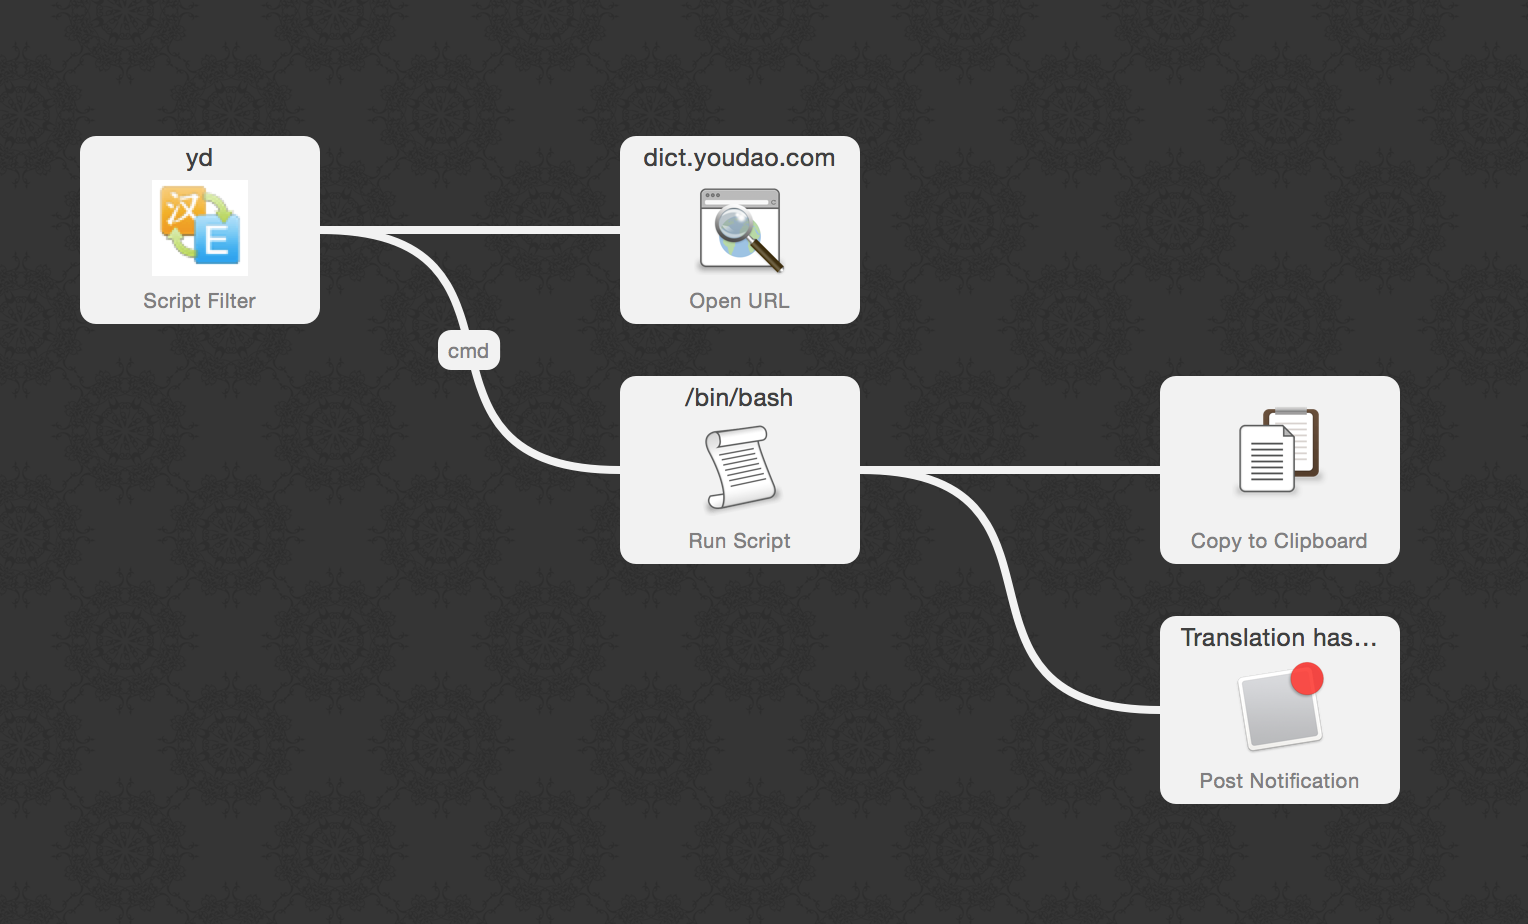 yd
汉
E
Script Filter
dict.youdao.com
Open URL
cmd
/bin/bash
Run Script
Copy to Clipboard
Translation has...
Post Notification